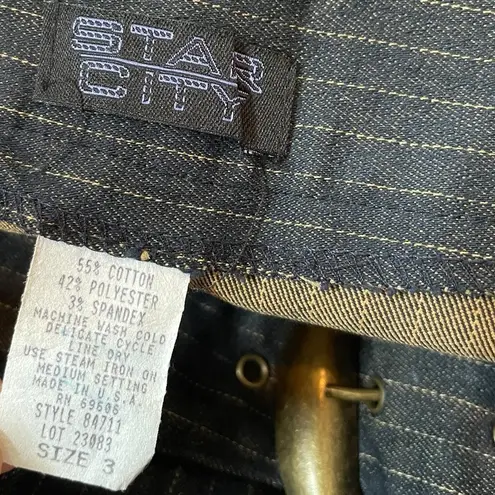 STAR
CITY
55% COTTON
42% POLYESTER
3% SPANDEX
MACHINE WASH COLD
DELICATE CYCLE
LINE DRY
USE STEAM IRON ON
MEDIUM SETTING
MADE IN U.S.A.
RN 69506
STYLE 84711
LOT 23083
SIZE 3